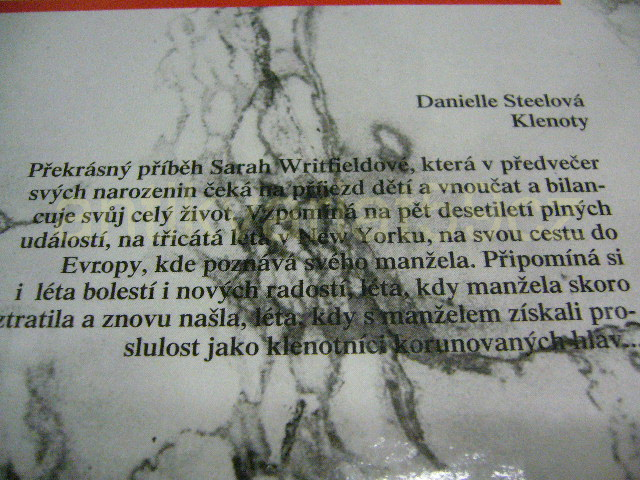 Danielle Steelová
Klenoty
Překrásný příběh Sarah Writfieldové, která v předvečer
svých narozenin čeká na příjezd dětí a vnoučat a bilan-
cuje svůj celý život. Vzpomíná na pět desetiletí plných
událostí, na třicátá léta v New Yorku, na svou cestu do
Evropy, kde poznává svého manžela. Připomíná si
i léta bolestí i nových radostí, léta, kdy manžela skoro
ztratila a znovu našla, léta, kdy s manželem získali pro-
slulost jako klenotníci korunovaných hlav...